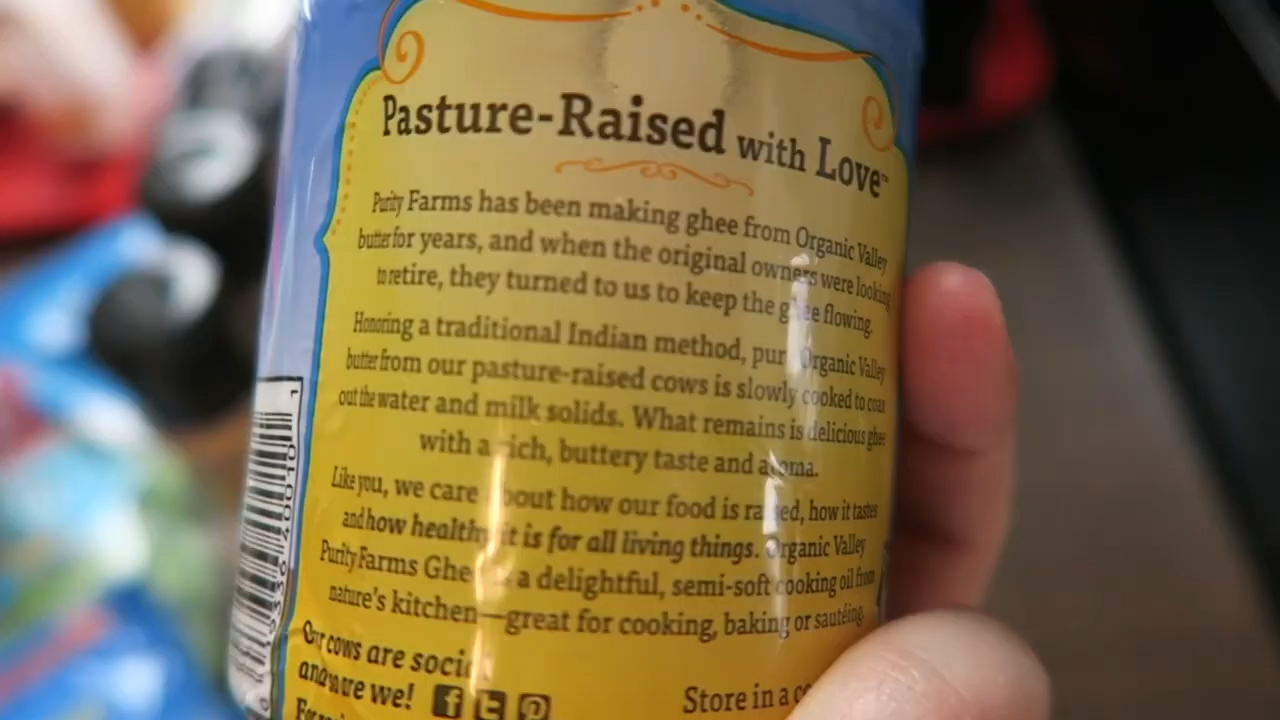 Pasture-Raised with Love™
Purity Farms has been making ghee from Organic Valley
butter for years, and when the original owners were looking
to retire, they turned to us to keep the ghee flowing.
Honoring a traditional Indian method, pur Organic Valley
butter from our pasture-raised cows is slowly cooked to coax
out the water and milk solids. What remains is delicious ghee
with a rich, buttery taste and aroma.
Like you, we care about how our food is raised, how it tastes
and how healthy it is for all living things. Organic Valley
Purity Farms Ghee is a delightful, semi-soft cooking oil from
nature's kitchen—great for cooking, baking or sautéing.
Our cows are social
and so are we!
Store in a